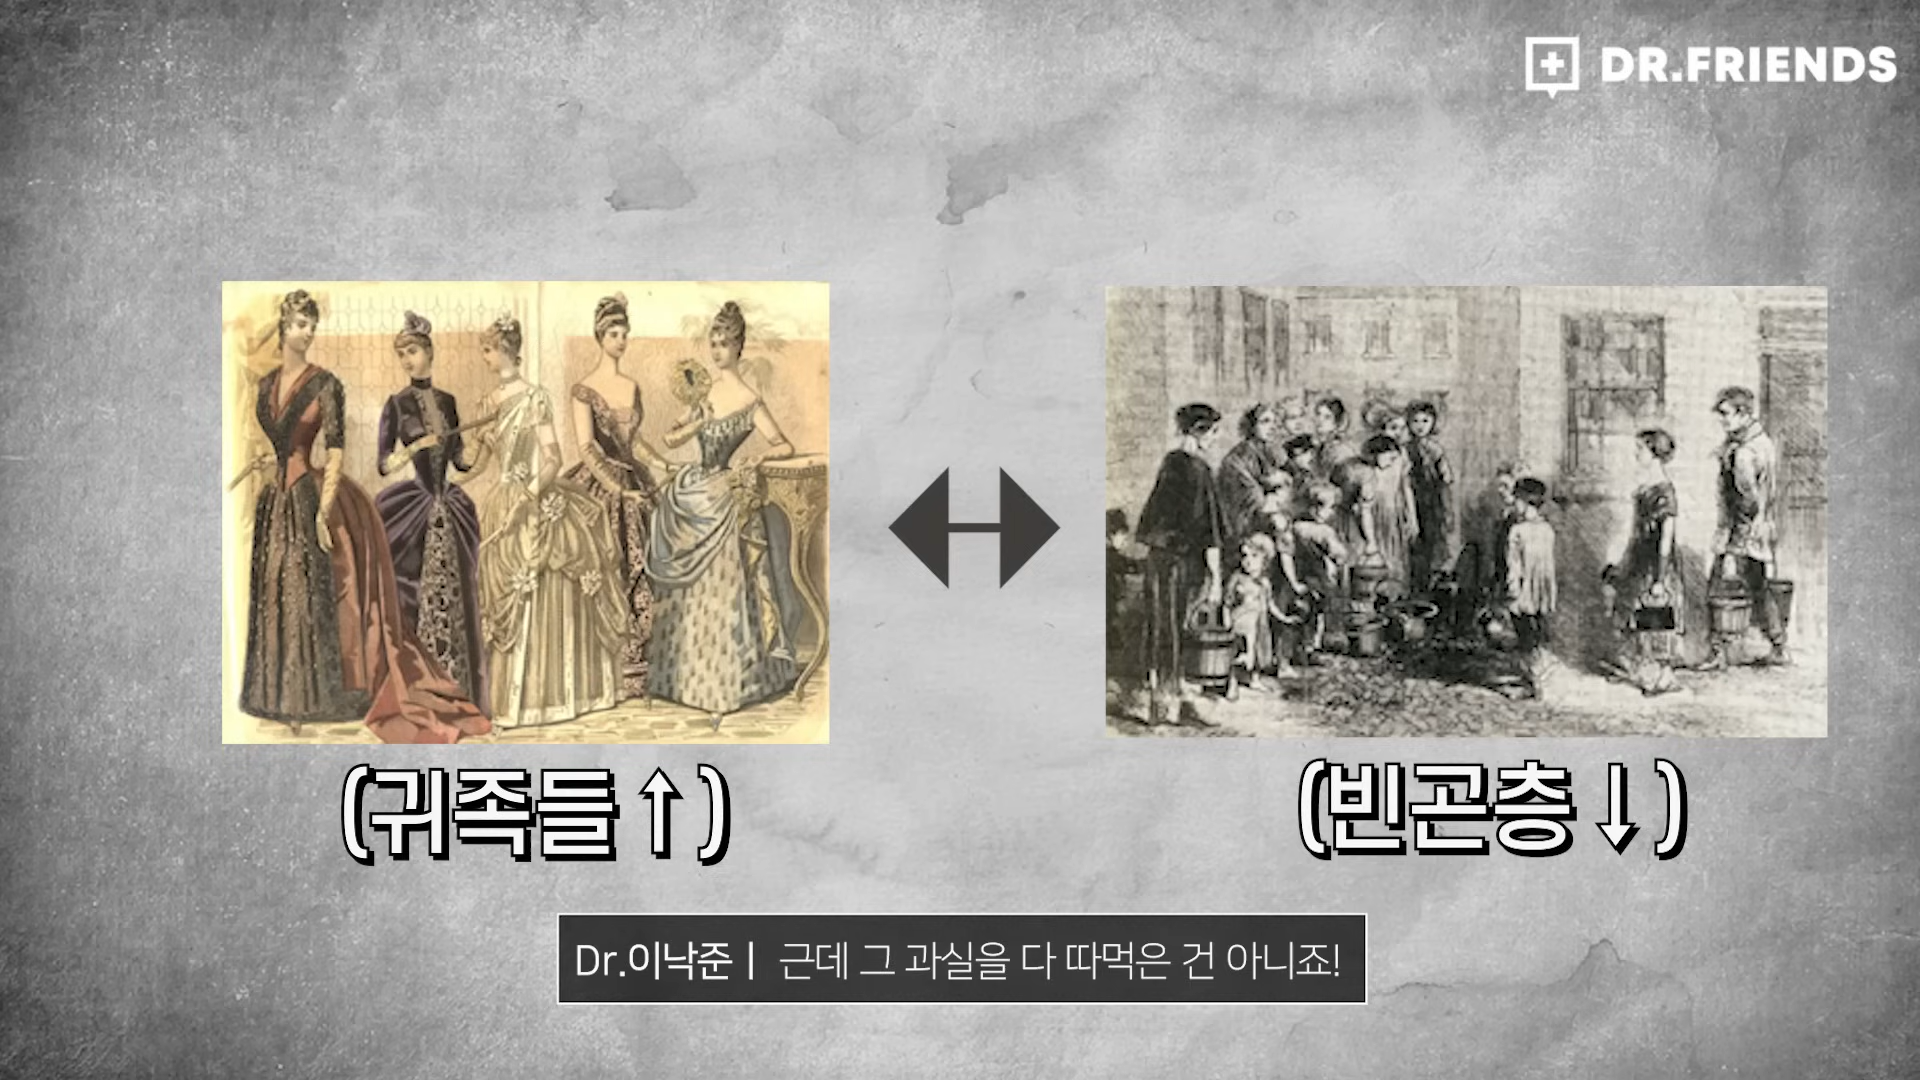 DR.FRIENDS
(귀족들↑)
(빈곤층↓)
Dr.이낙준ㅣ 근데 그 과실을 다 따먹은 건 아니죠!